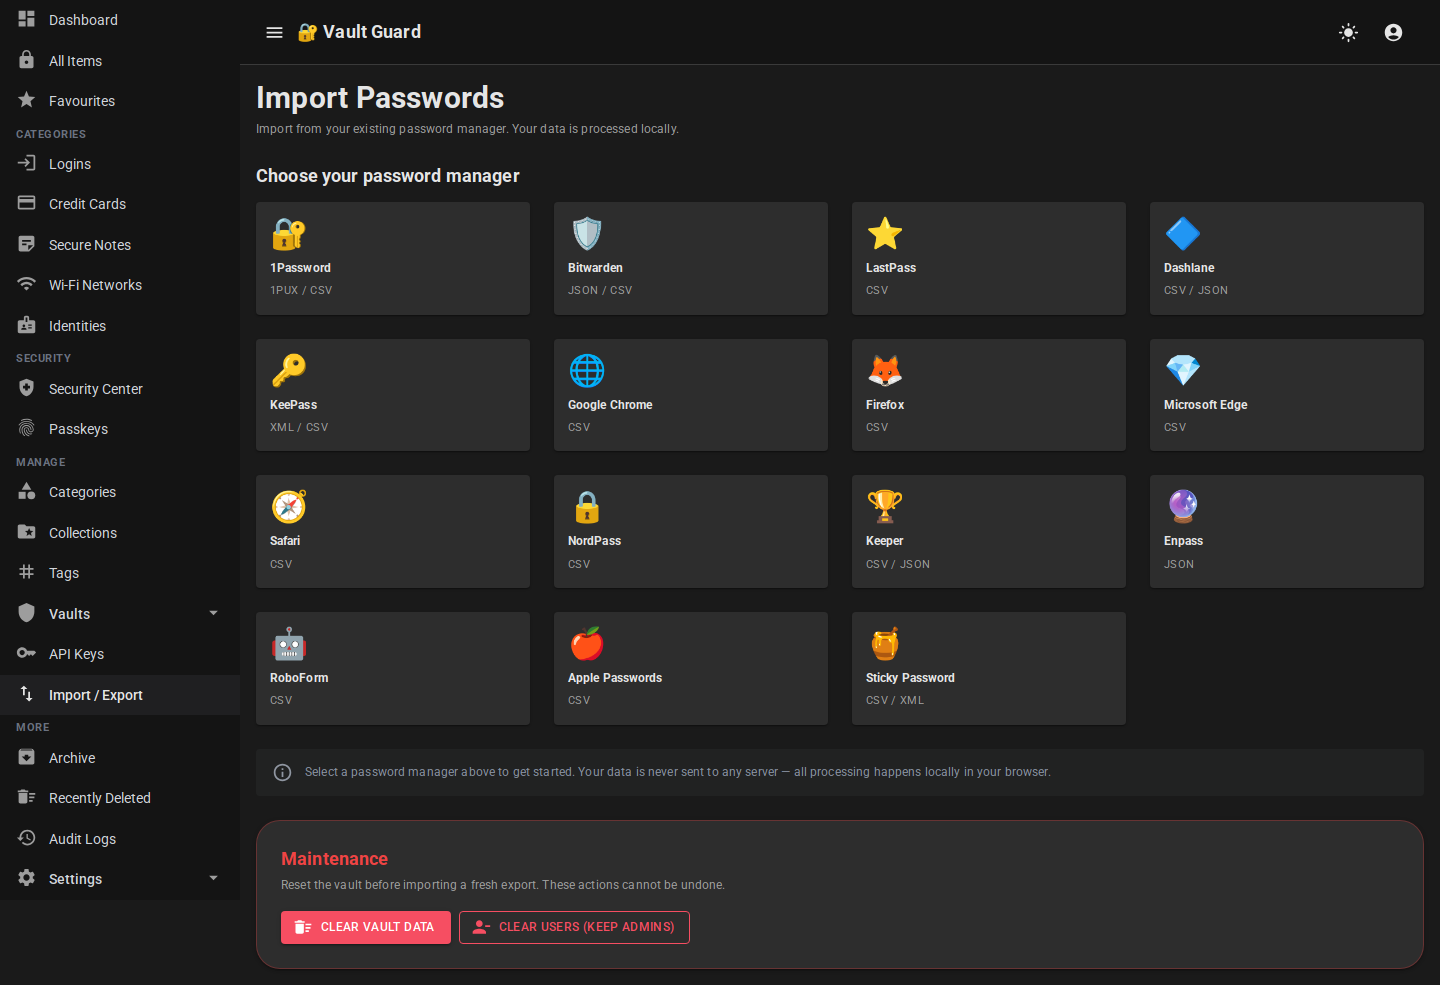 Dashboard
All Items
Favourites
CATEGORIES
Logins
Credit Cards
Secure Notes
Wi-Fi Networks
Identities
SECURITY
Security Center
Passkeys
MANAGE
Categories
Collections
Tags
Vaults
API Keys
Import / Export
MORE
Archive
Recently Deleted
Audit Logs
Settings
Vault Guard
Import Passwords
Import from your existing password manager. Your data is processed locally.
Choose your password manager
1Password
1PUX / CSV
Bitwarden
JSON / CSV
LastPass
CSV
Dashlane
CSV / JSON
KeePass
XML / CSV
Google Chrome
CSV
Firefox
CSV
Microsoft Edge
CSV
Safari
CSV
NordPass
CSV
Keeper
CSV / JSON
Enpass
JSON
RoboForm
CSV
Apple Passwords
CSV
Sticky Password
CSV / XML
Select a password manager above to get started. Your data is never sent to any server — all processing happens locally in your browser.
Maintenance
Reset the vault before importing a fresh export. These actions cannot be undone.
CLEAR VAULT DATA
CLEAR USERS (KEEP ADMINS)